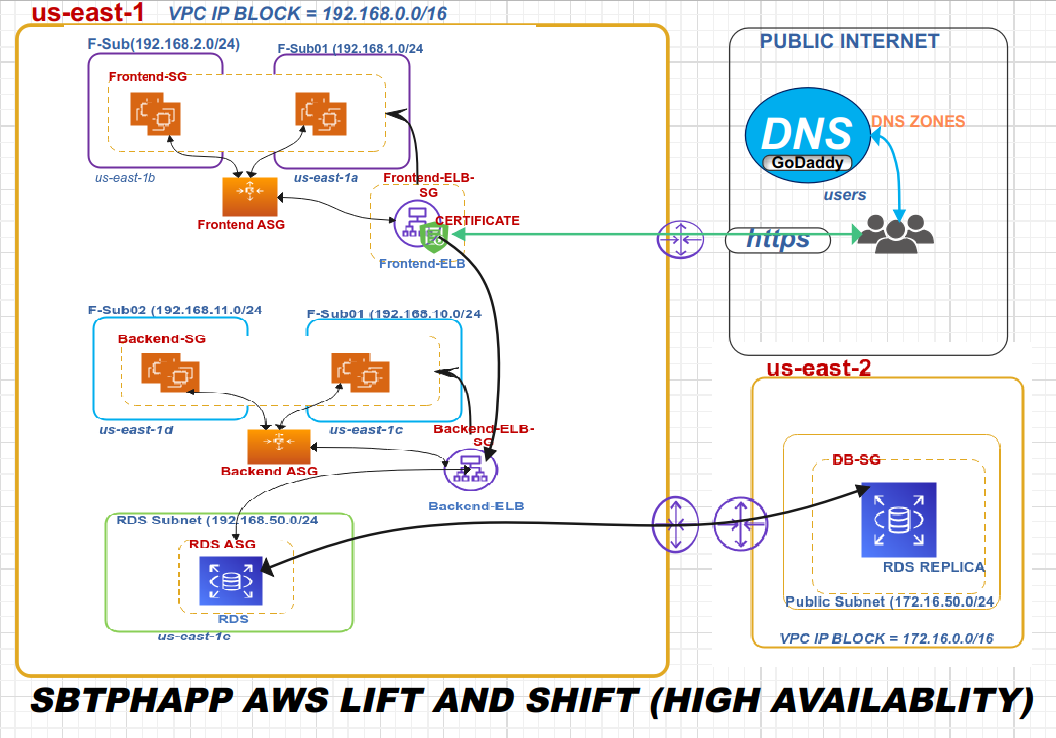 us-east-1
VPC IP BLOCK = 192.168.0.0/16
F-Sub(192.168.2.0/24)
F-Sub01 (192.168.1.0/24
Frontend-SG
us-east-1b
us-east-1a
Frontend ASG
Frontend-ELB-
SG
CERTIFICATE
Frontend-ELB
PUBLIC INTERNET
DNS
GoDaddy
DNS ZONES
users
https
F-Sub02 (192.168.11.0/24
F-Sub01 (192.168.10.0/24
Backend-SG
us-east-1d
us-east-1c
Backend ASG
Backend-ELB-
SG
Backend-ELB
RDS Subnet (192.168.50.0/24
RDS ASG
RDS
us-east-1c
us-east-2
DB-SG
RDS REPLICA
Public Subnet (172.16.50.0/24
VPC IP BLOCK = 172.16.0.0/16
SBTPHAPP AWS LIFT AND SHIFT (HIGH AVAILABLITY)